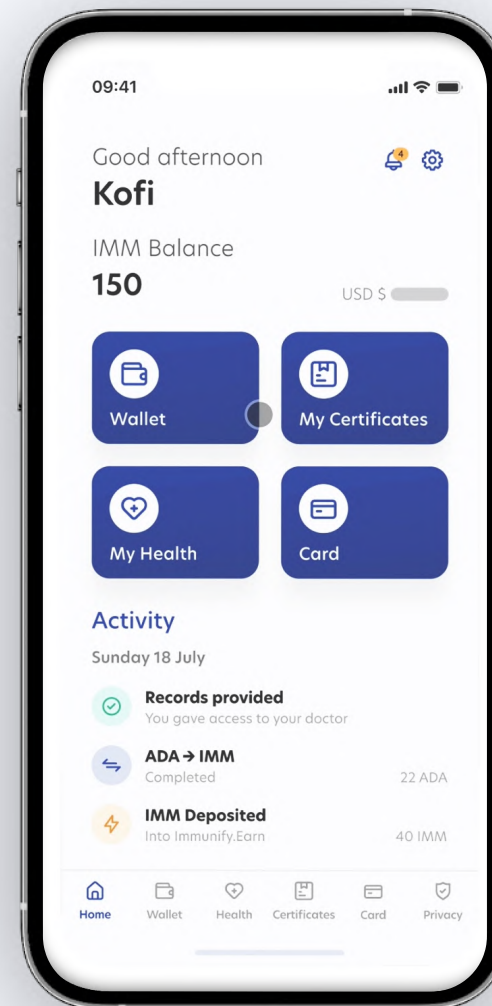 09:41
Good afternoon
4
Kofi
IMM Balance
150
USD $
Wallet
My Certificates
My Health
Card
Activity
Sunday 18 July
Records provided
You gave access to your doctor
ADA → IMM
Completed
22 ADA
IMM Deposited
Into Immunify.Earn
40 IMM
Home
Wallet
Health
Certificates
Card
Privacy